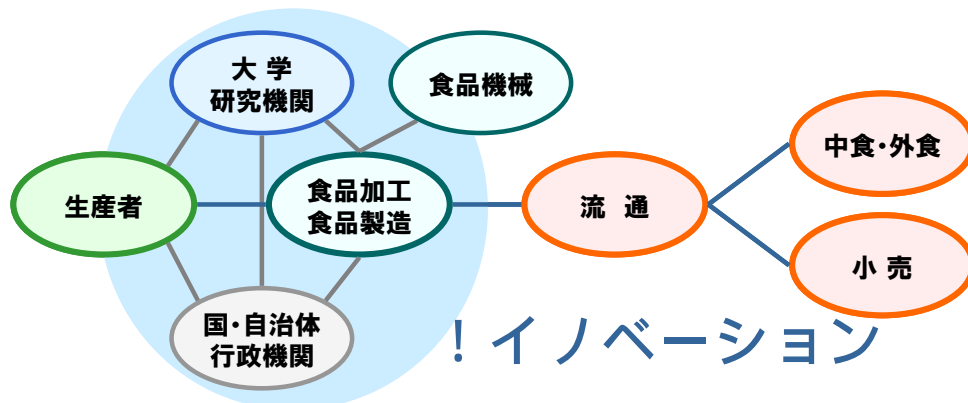 大 学
研究機関
食品機械
中食・外食
生産者
食品加工
食品製造
流 通
小 売
国・自治体
行政機関
!イノベーション